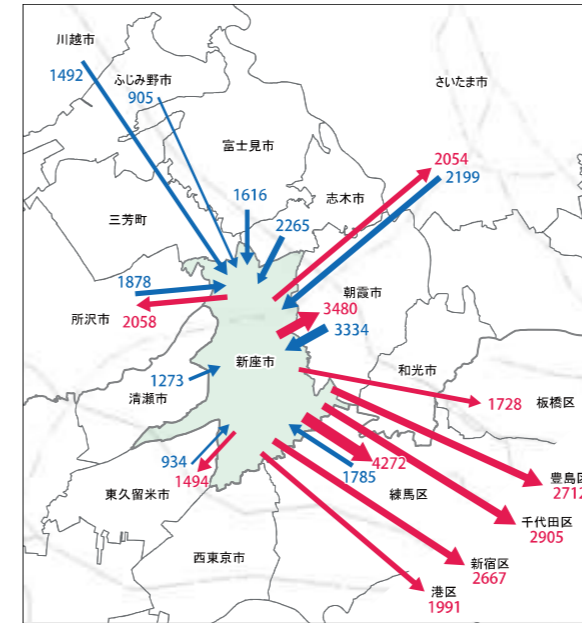 川越市
1492
ふじみ野市
905
さいたま市
富士見市
2054
2199
1616
志木市
三芳町
2265
1878
朝霞市
2058
3480
所沢市
3334
新座市
和光市
1273
清瀬市
1728
板橋区
934
1494
4272
1785
豊島区
2712
東久留米市
練馬区
千代田区
2905
西東京市
新宿区
2667
港区
1991